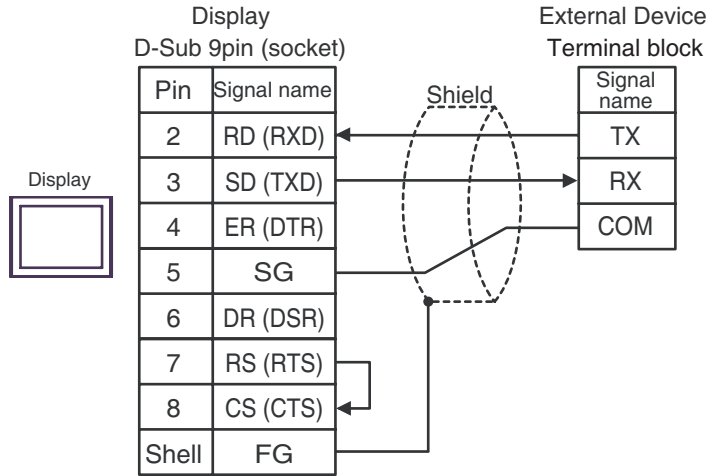 Display
D-Sub 9pin (socket)
External Device
Terminal block
Pin Signal name
Shield
Signal
name
2 RD (RXD)
TX
3 SD (TXD)
RX
Display
4 ER (DTR)
COM
5 SG
6 DR (DSR)
7 RS (RTS)
8 CS (CTS)
Shell FG